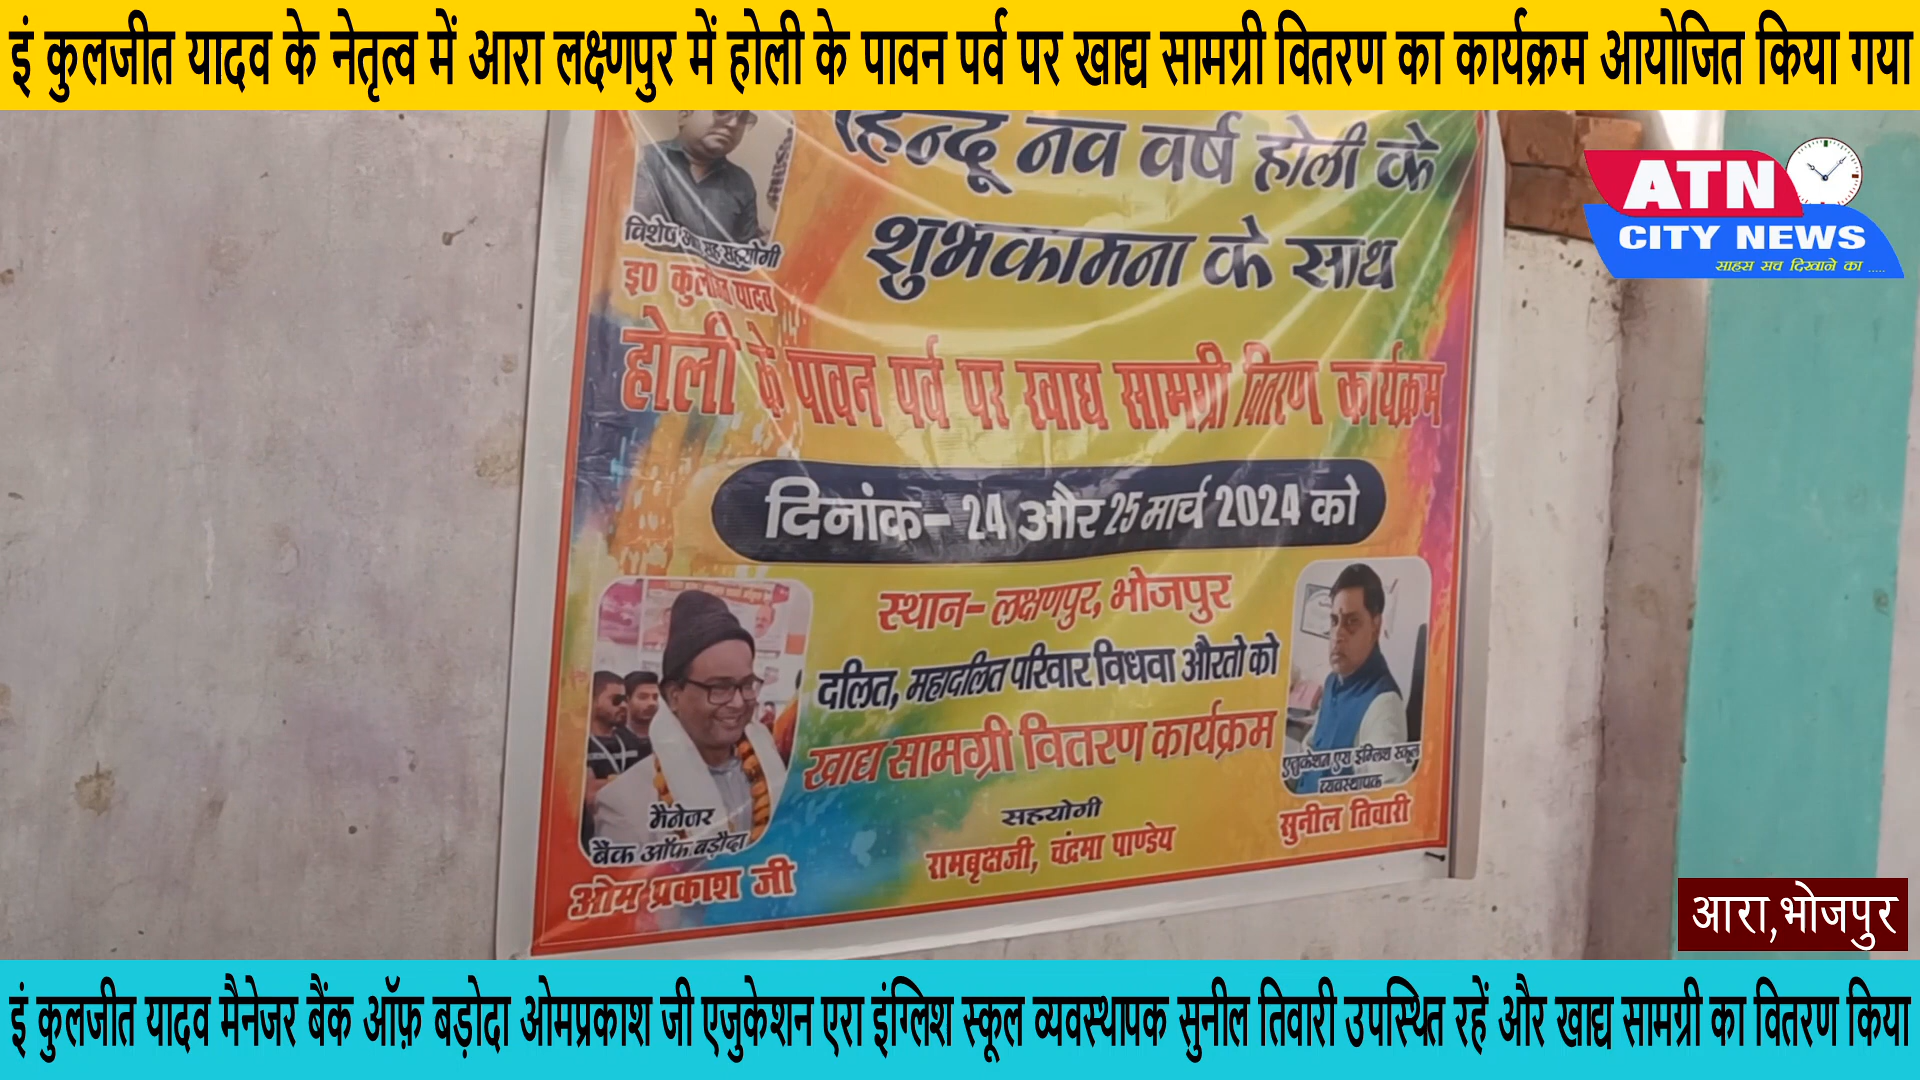 इं कुलजीत यादव के नेतृत्व में आरा लक्ष्णपुर में होली के पावन पर्व पर खाद्य सामग्री वितरण का कार्यक्रम आयोजित किया गया
ATN
CITY NEWS
साहस सच दिखाने का .....
हिन्दू नव वर्ष होली के
शुभकामना के साथ
विशेष सह सहयोगी
इ० कुलजित यादव
होली के पावन पर्व पर खाद्य सामग्री वितरण कार्यक्रम
दिनांक- 24 और 25 मार्च 2024 को
स्थान- लक्षणपुर, भोजपुर
दलित, महादलित परिवार विधवा औरतो को
खाद्य सामग्री वितरण कार्यक्रम
मैनेजर
बैंक ऑफ बड़ौदा
ओम प्रकाश जी
सहयोगी
रामबृक्षजी, चंद्रमा पाण्डेय
एजुकेशन एरा इंग्लिश स्कूल
व्यवस्थापक
सुनील तिवारी
आरा,भोजपुर
इं कुलजीत यादव मैनेजर बैंक ऑफ़ बड़ोदा ओमप्रकाश जी एजुकेशन एरा इंग्लिश स्कूल व्यवस्थापक सुनील तिवारी उपस्थित रहें और खाद्य सामग्री का वितरण किया